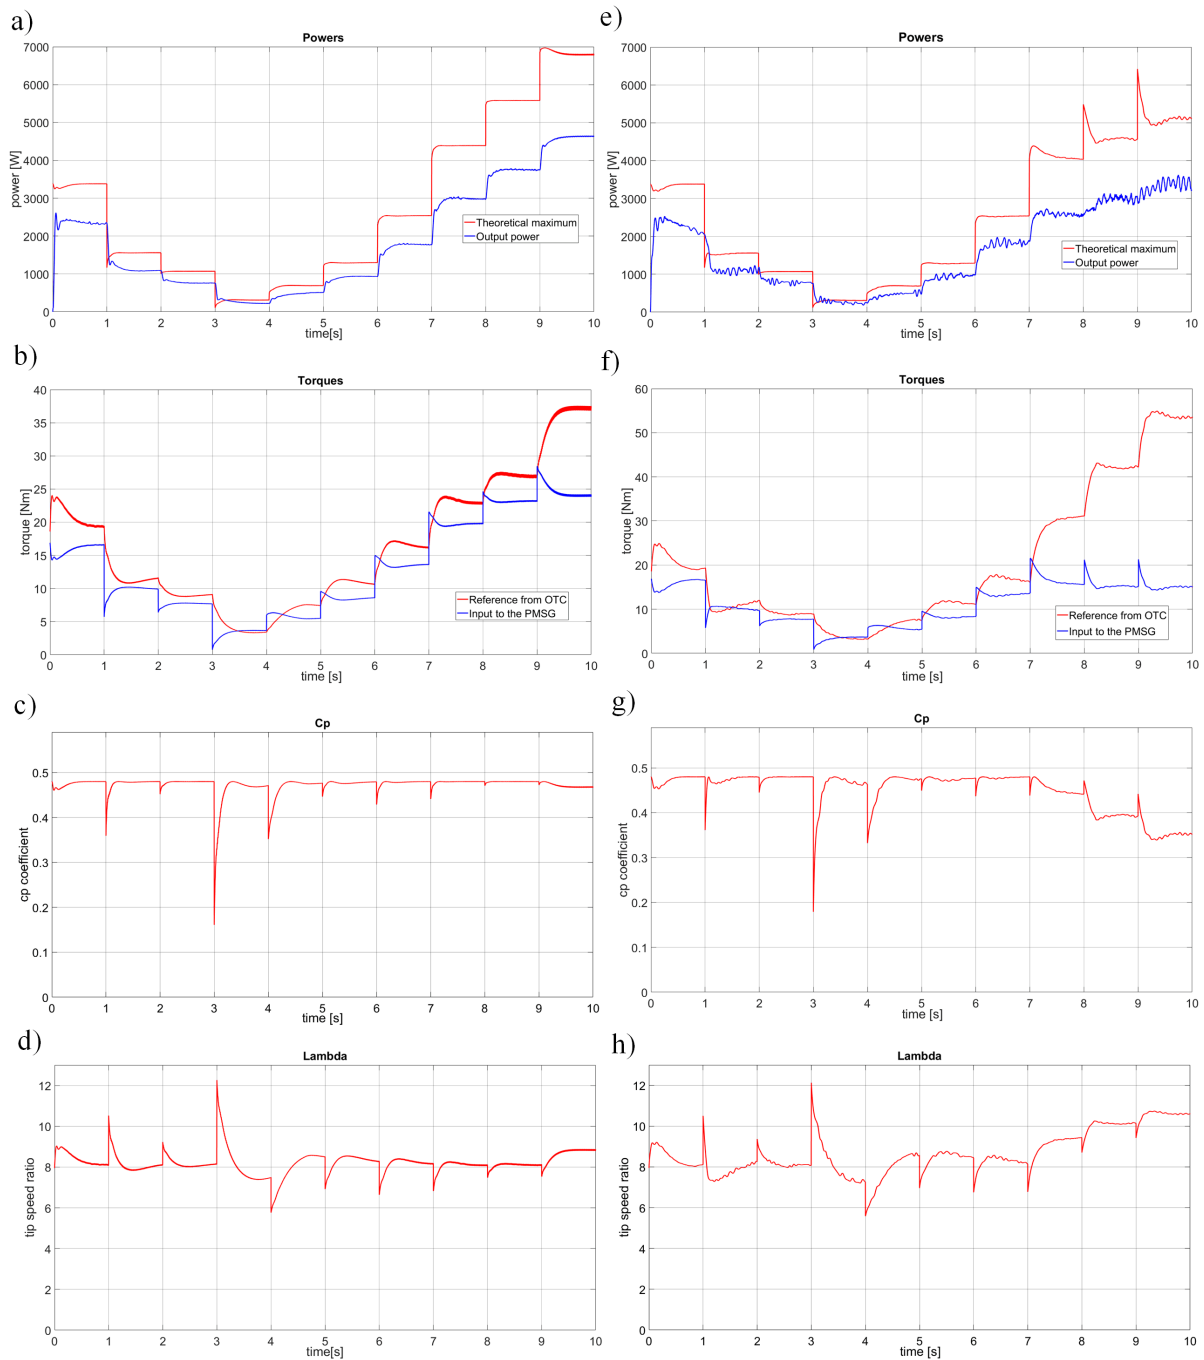 a)
Powers
power [W]
7000
6000
5000
4000
3000
2000
1000
0
Theoretical maximum
Output power
0 1 2 3 4 5 6 7 8 9 10
time[s]
b)
Torques
torque [Nm]
40
35
30
25
20
15
10
5
0
Reference from OTC
Input to the PMSG
0 1 2 3 4 5 6 7 8 9 10
time [s]
c)
Cp
cp coefficient
0.5
0.4
0.3
0.2
0.1
0
0 1 2 3 4 5 6 7 8 9 10
time [s]
d)
Lambda
tip speed ratio
12
10
8
6
4
2
0
0 1 2 3 4 5 6 7 8 9 10
time[s]
e)
Powers
power [W]
7000
6000
5000
4000
3000
2000
1000
0
Theoretical maximum
Output power
0 1 2 3 4 5 6 7 8 9 10
time [s]
f)
Torques
torque [Nm]
60
50
40
30
20
10
0
Reference from OTC
Input to the PMSG
0 1 2 3 4 5 6 7 8 9 10
time [s]
g)
Cp
cp coefficient
0.5
0.4
0.3
0.2
0.1
0
0 1 2 3 4 5 6 7 8 9 10
time [s]
h)
Lambda
tip speed ratio
12
10
8
6
4
2
0
0 1 2 3 4 5 6 7 8 9 10
time [s]